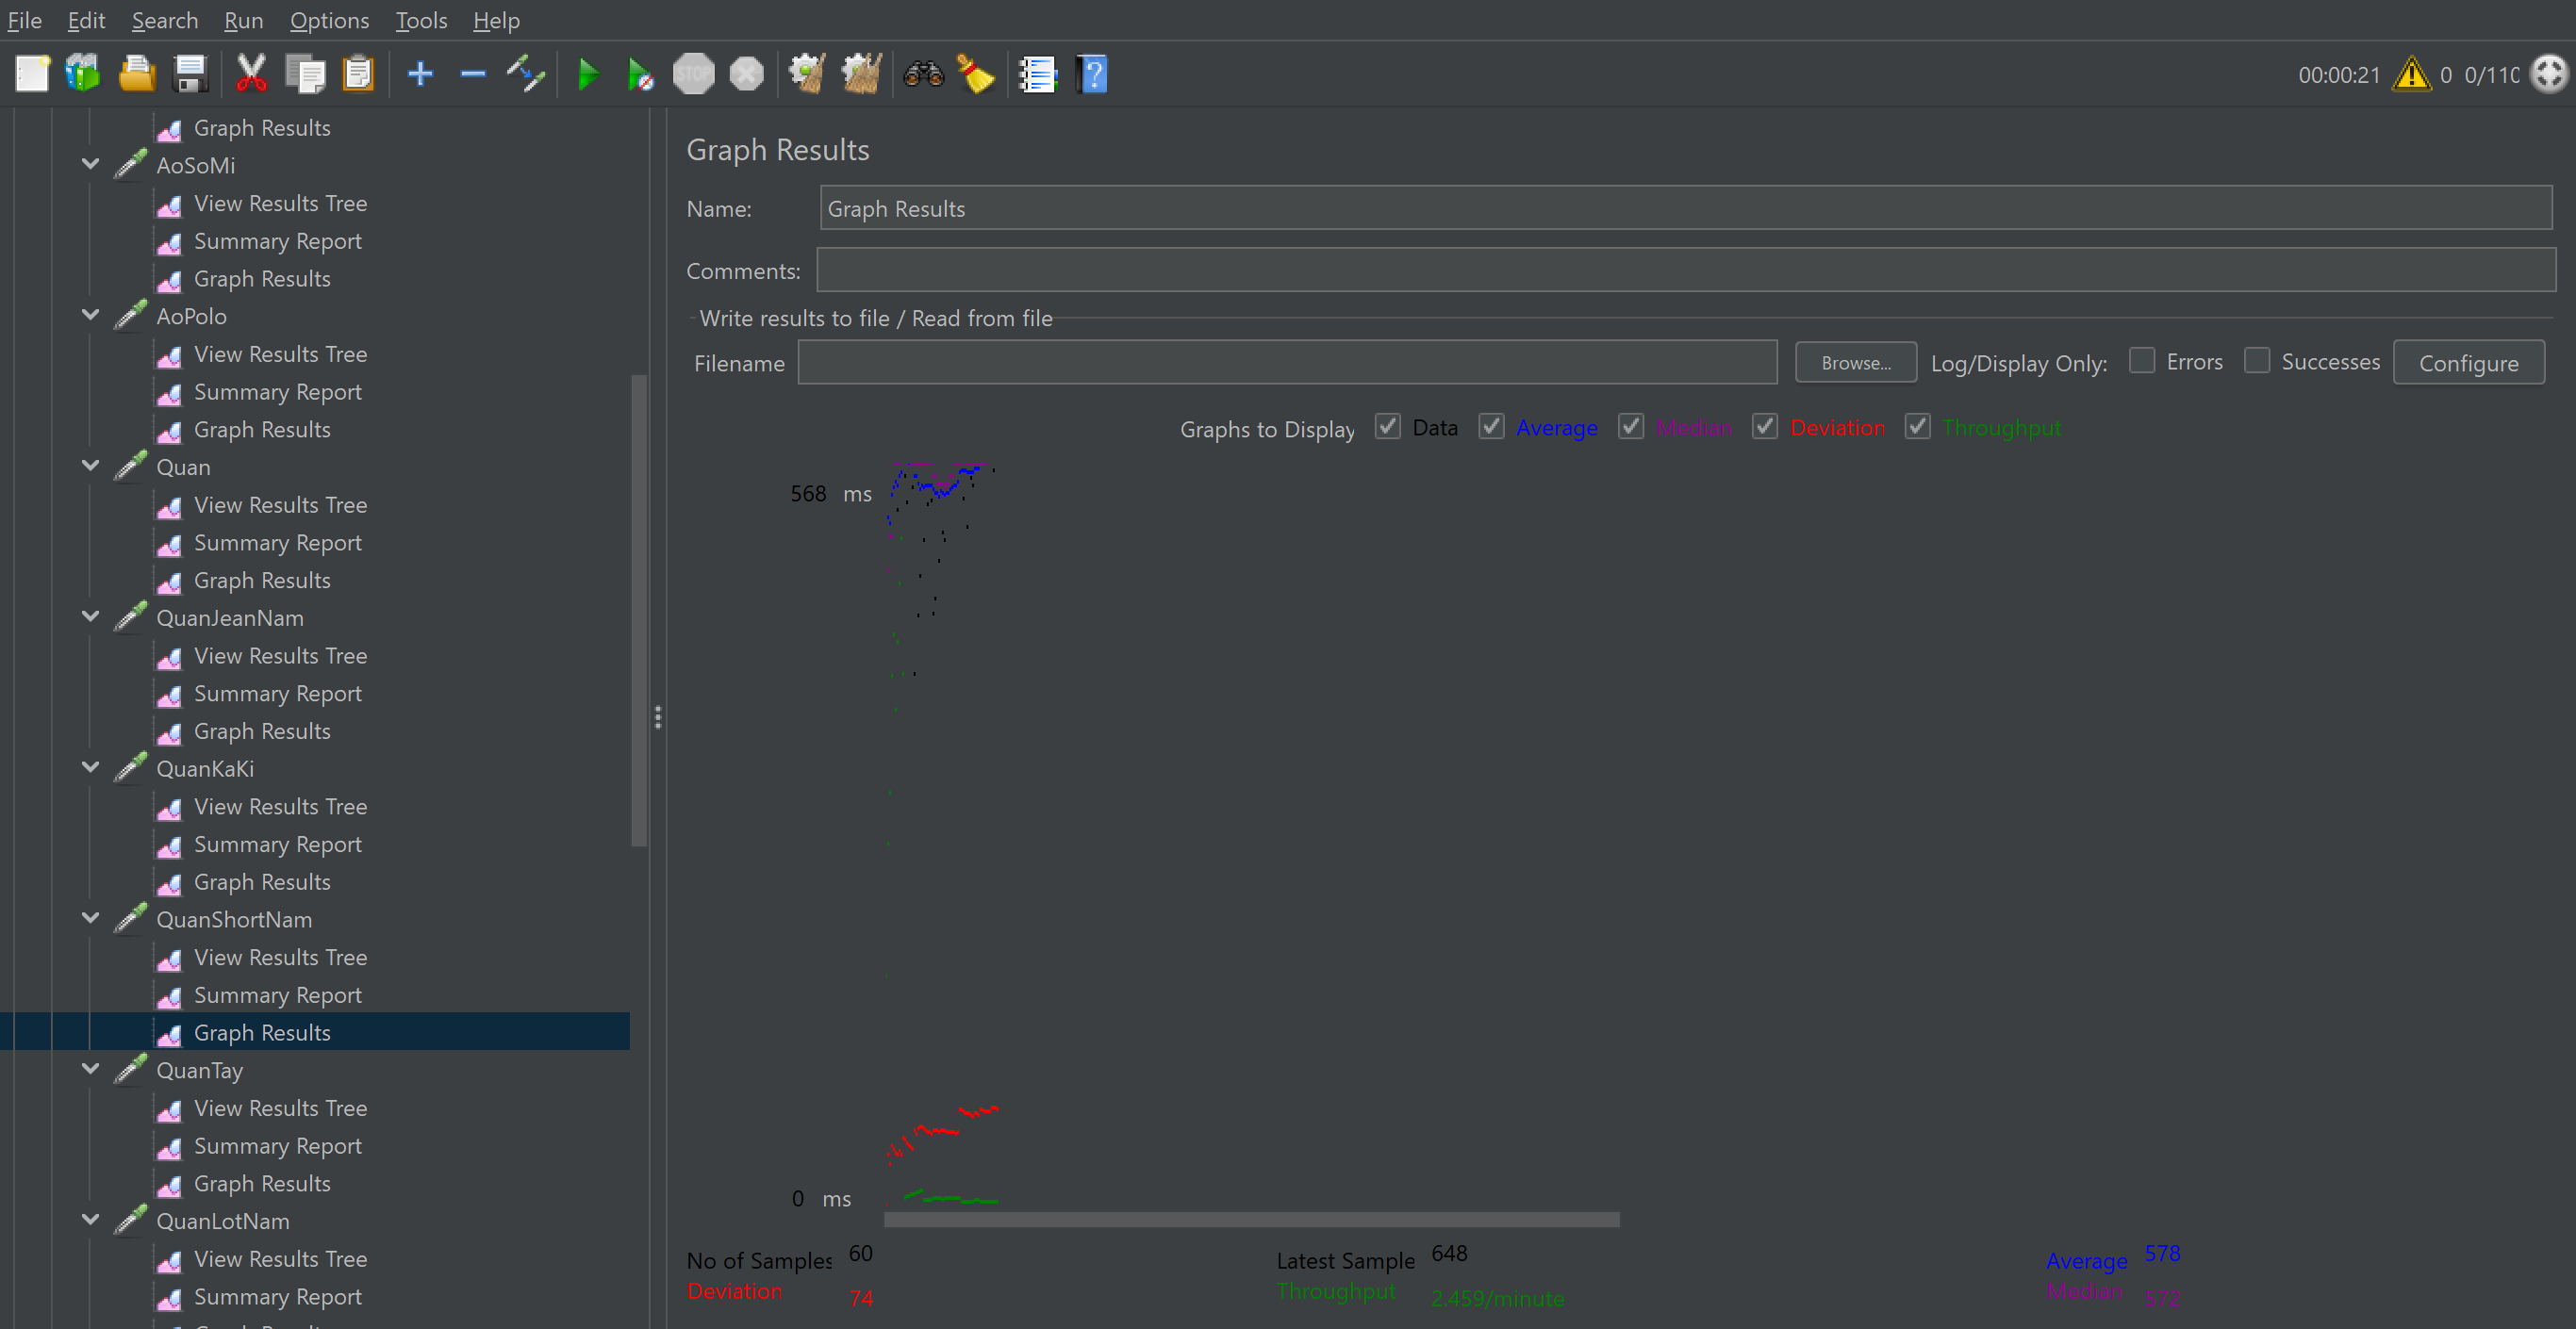 File Edit Search Run Options Tools Help
STOP
00:00:21 0 0/110
Graph Results
AoSoMi
View Results Tree
Summary Report
Graph Results
AoPolo
View Results Tree
Summary Report
Graph Results
Quan
View Results Tree
Summary Report
Graph Results
QuanJeanNam
View Results Tree
Summary Report
Graph Results
QuanKaKi
View Results Tree
Summary Report
Graph Results
QuanShortNam
View Results Tree
Summary Report
Graph Results
QuanTay
View Results Tree
Summary Report
Graph Results
QuanLotNam
View Results Tree
Summary Report
Graph Results
Name: Graph Results
Comments:
Write results to file / Read from file
Filename Browse... Log/Display Only: Errors Successes Configure
Graphs to Display Data Average Median Deviation Throughput
568 ms
0 ms
No of Samples 60 Latest Sample 648 Average 578
Deviation 74 Throughput 2.459/minute Median 572